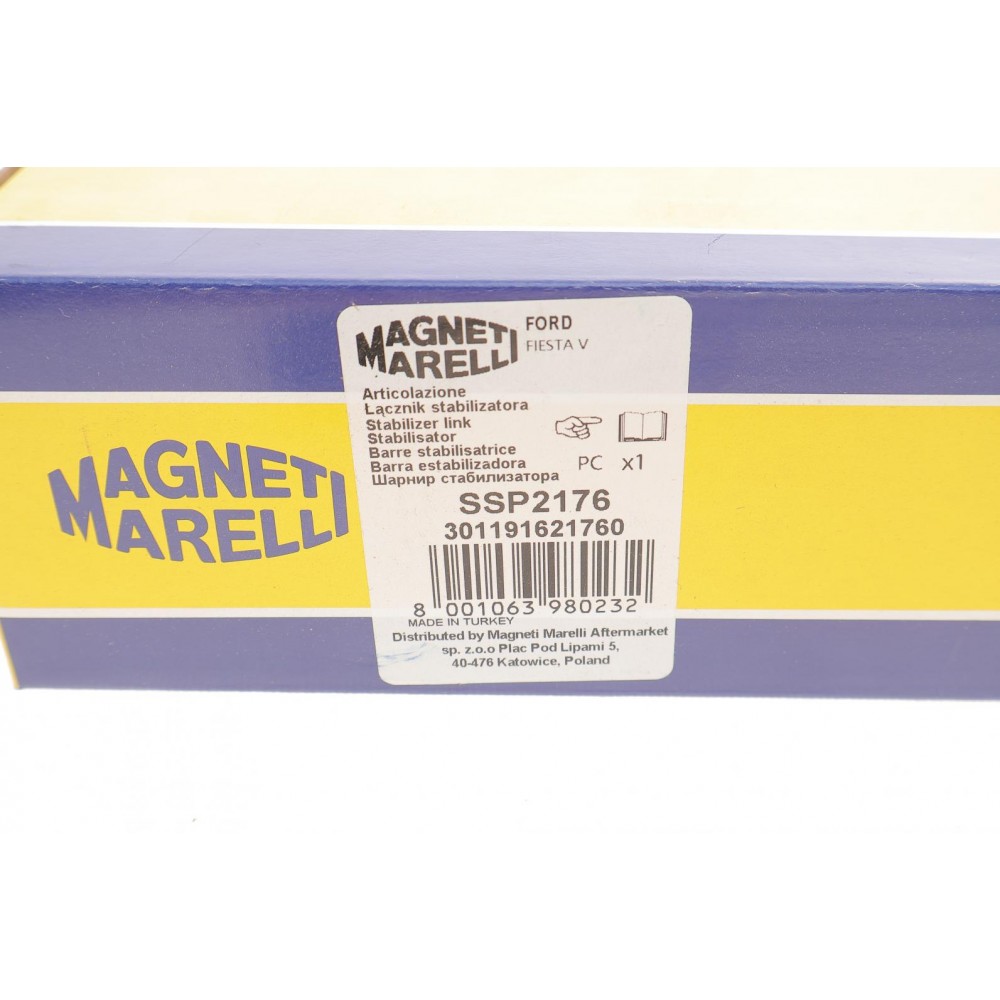 MAGNETI
MARELLI
MAGNETI
MARELLI
FORD
FIESTA V
Articolazione
Łącznik stabilizatora
Stabilizer link
Stabilisator
Barre stabilisatrice
Barra estabilizadora
Шарнир стабилизатора
PC x1
SSP2176
301191621760
8 001063 980232
MADE IN TURKEY
Distributed by Magneti Marelli Aftermarket
sp. z.o.o Plac Pod Lipami 5,
40-476 Katowice, Poland